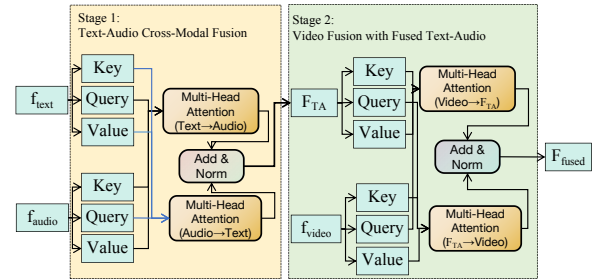 Stage 1:
Text-Audio Cross-Modal Fusion
f_text
Key
Query
Value
Multi-Head
Attention
(Text→Audio)
Add &
Norm
f_audio
Key
Query
Value
Multi-Head
Attention
(Audio→Text)
Stage 2:
Video Fusion with Fused Text-Audio
F_TA
Key
Query
Value
Multi-Head
Attention
(Video→F_TA)
Add &
Norm
F_fused
f_video
Key
Query
Value
Multi-Head
Attention
(F_TA→Video)